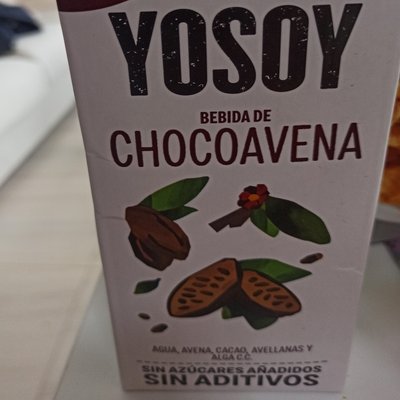 YOSOY
BEBIDA DE
CHOCOAVENA
AGUA, AVENA, CACAO, AVELLANAS Y
ALGA C.C.
SIN AZÚCARES AÑADIDOS
SIN ADITIVOS